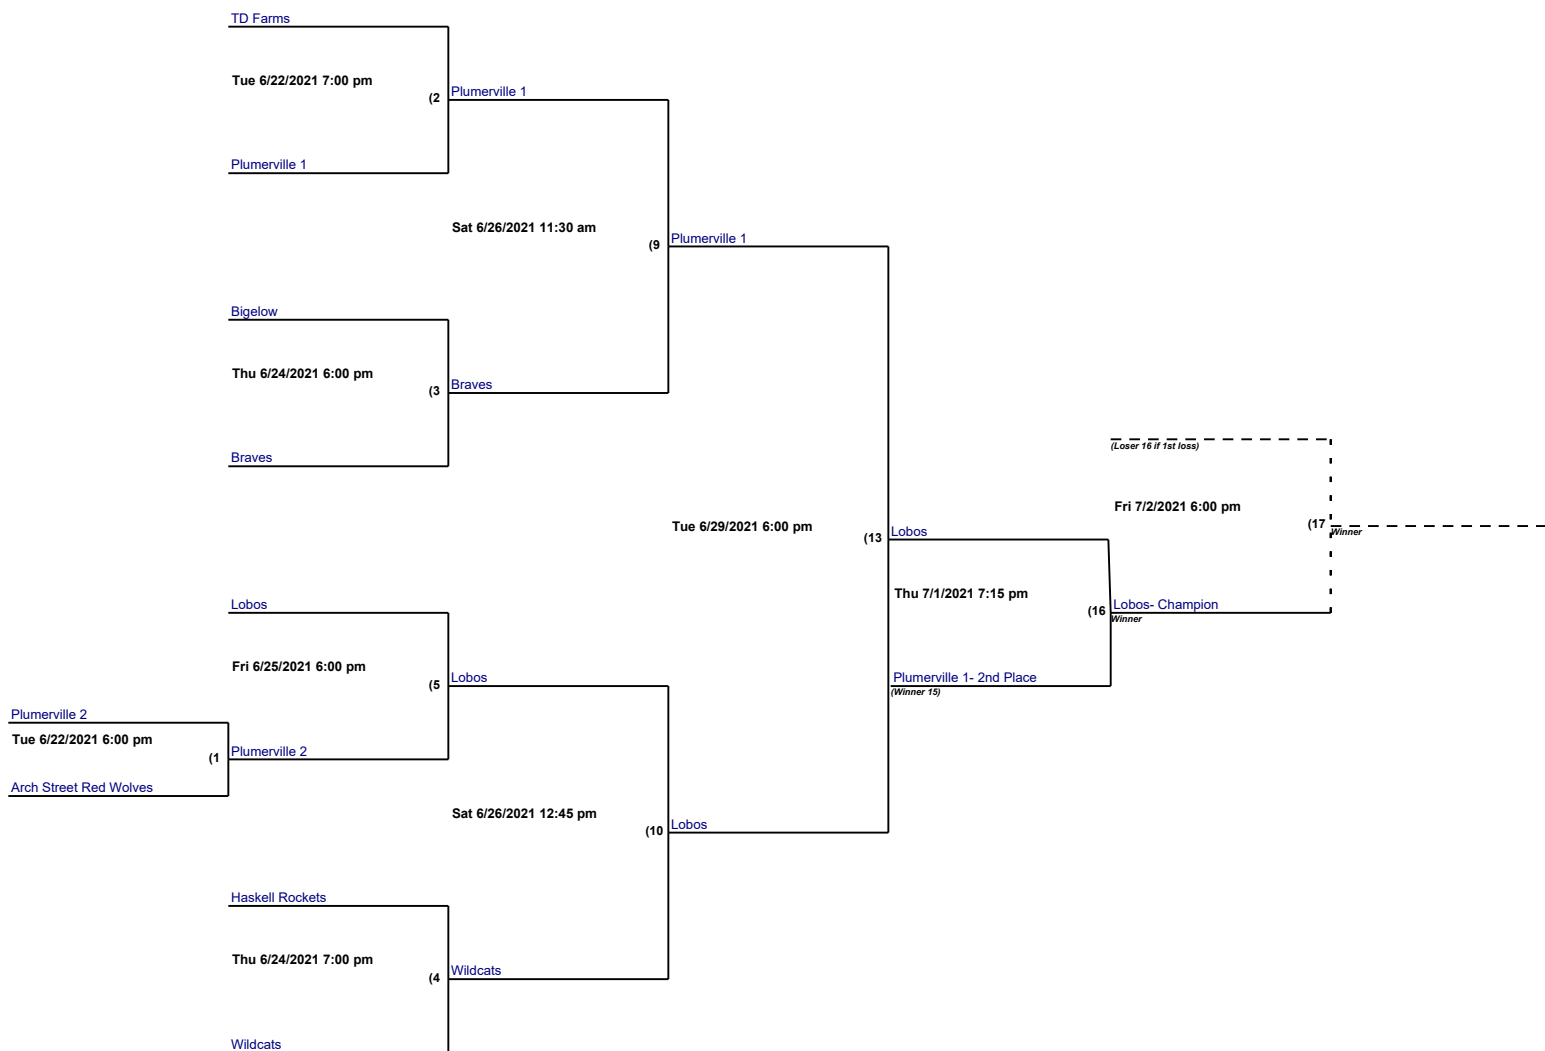 TD Farms
Tue 6/22/2021 7:00 pm
(2
Plumerville 1
Plumerville 1
Sat 6/26/2021 11:30 am
(9
Plumerville 1
Bigelow
Thu 6/24/2021 6:00 pm
(3
Braves
Braves
(Loser 16 if 1st loss)
Fri 7/2/2021 6:00 pm
(17
Winner
Tue 6/29/2021 6:00 pm
(13
Lobos
Thu 7/1/2021 7:15 pm
(16
Lobos- Champion
Winner
Lobos
Fri 6/25/2021 6:00 pm
(5
Lobos
Plumerville 1- 2nd Place
(Winner 15)
Plumerville 2
Tue 6/22/2021 6:00 pm
(1
Plumerville 2
Arch Street Red Wolves
Sat 6/26/2021 12:45 pm
(10
Lobos
Haskell Rockets
Thu 6/24/2021 7:00 pm
(4
Wildcats
Wildcats